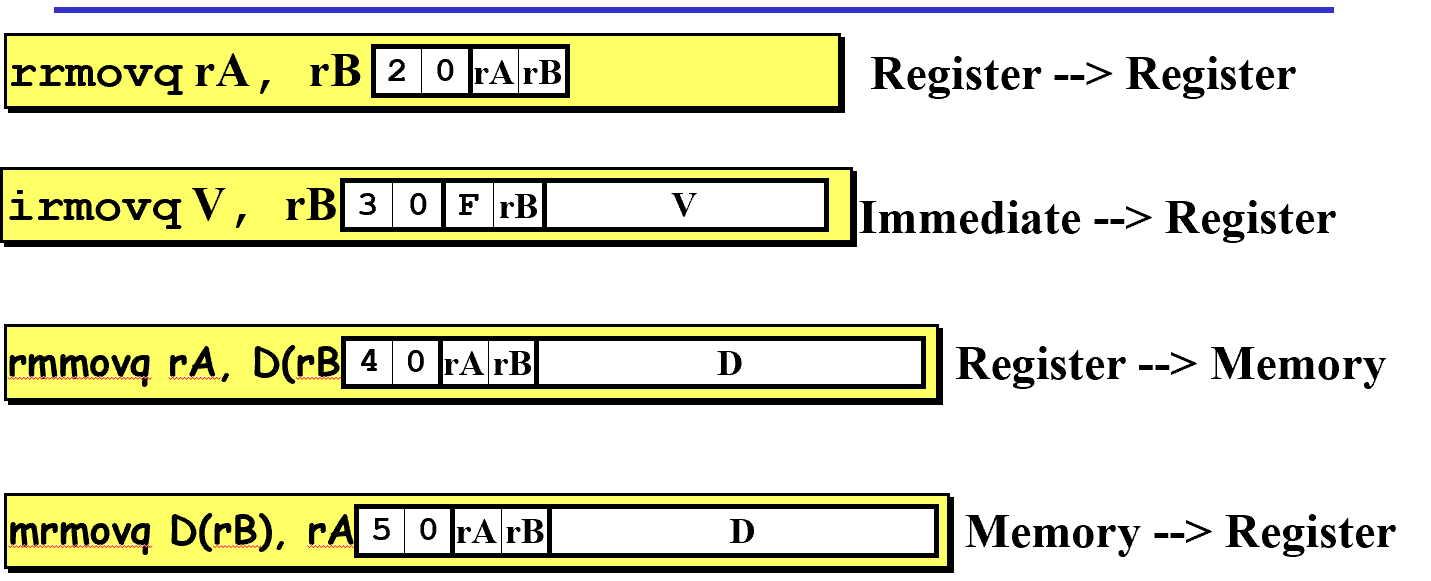 rrmovq rA, rB 2 0 rA rB Register --> Register
irmovq V, rB 3 0 F rB V Immediate --> Register
rmmovq rA, D(rB 4 0 rA rB D Register --> Memory
mrmovq D(rB), rA 5 0 rA rB D Memory --> Register